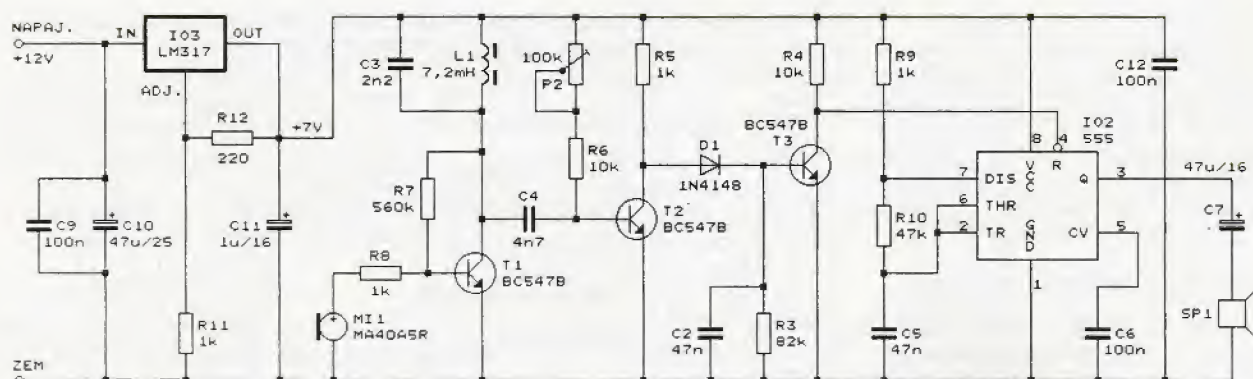 NAPAJ.
+12V
IN
IO3
LM317
OUT
ADJ.
R12
220
+7V
C9
100n
C10
47u/25
C11
1u/16
R11
1k
ZEM
C3
2n2
L1
7,2mH
100k
P2
R5
1k
R4
10k
R9
1k
C12
100n
R6
10k
R7
560k
C4
4n7
R8
1k
MI1
MA40A5R
T1
BC547B
T2
BC547B
D1
1N4148
BC547B
T3
C2
47n
R3
82k
R10
47k
C5
47n
IO2
555
8
4
7
6
2
3
5
1
VCC
R
DIS
THR
TR
GND
Q
CV
C6
100n
47u/16
C7
SP1